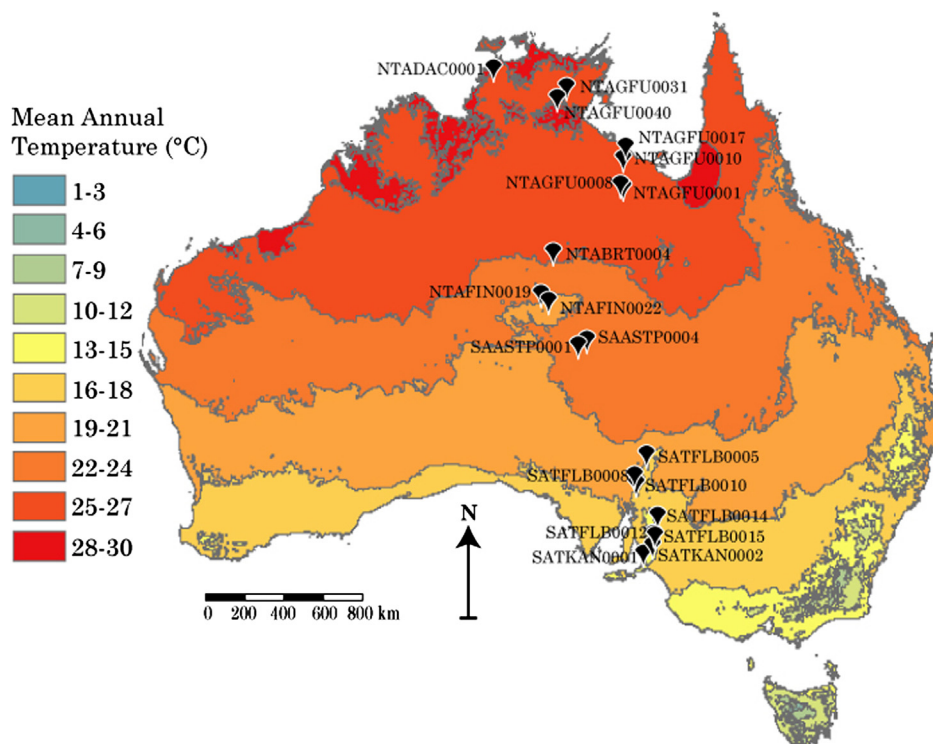 Mean Annual
Temperature (°C)
1-3
4-6
7-9
10-12
13-15
16-18
19-21
22-24
25-27
28-30
NTADAC0001
NTAGFU0031
NTAGFU0040
NTAGFU0017
NTAGFU0010
NTAGFU0008
NTAGFU0001
NTABRT0004
NTAFIN0019
NTAFIN0022
SAASTP0004
SAASTP0001
SATFLB0005
SATFLB0008
SATFLB0010
SATFLB0014
SATFLB0012
SATFLB0015
SATKAN0001
SATKAN0002
N
0 200 400 600 800 km